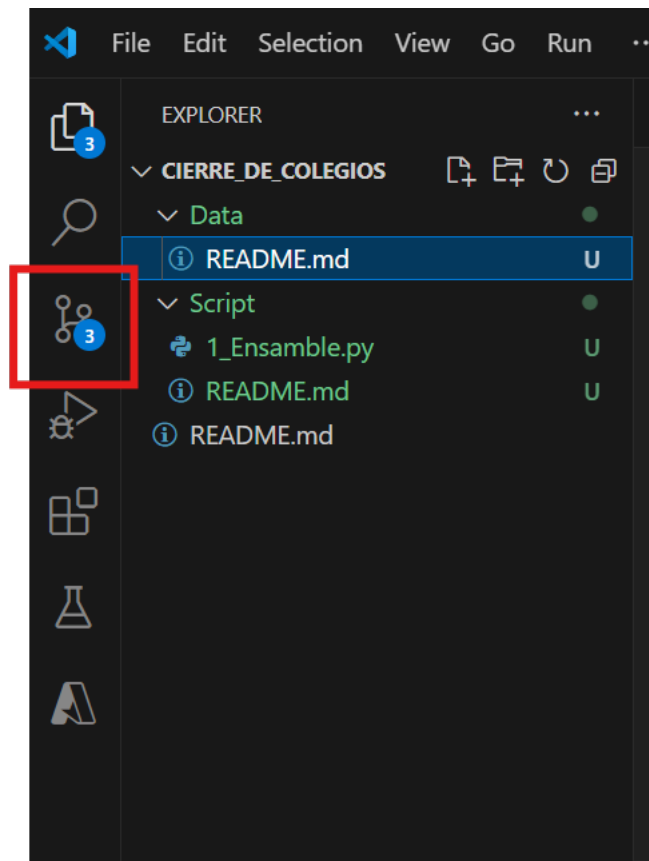 File Edit Selection View Go Run ···
EXPLORER ···
3
CIERRE_DE_COLEGIOS
Data
README.md U
Script
3
1_Ensamble.py U
README.md U
README.md